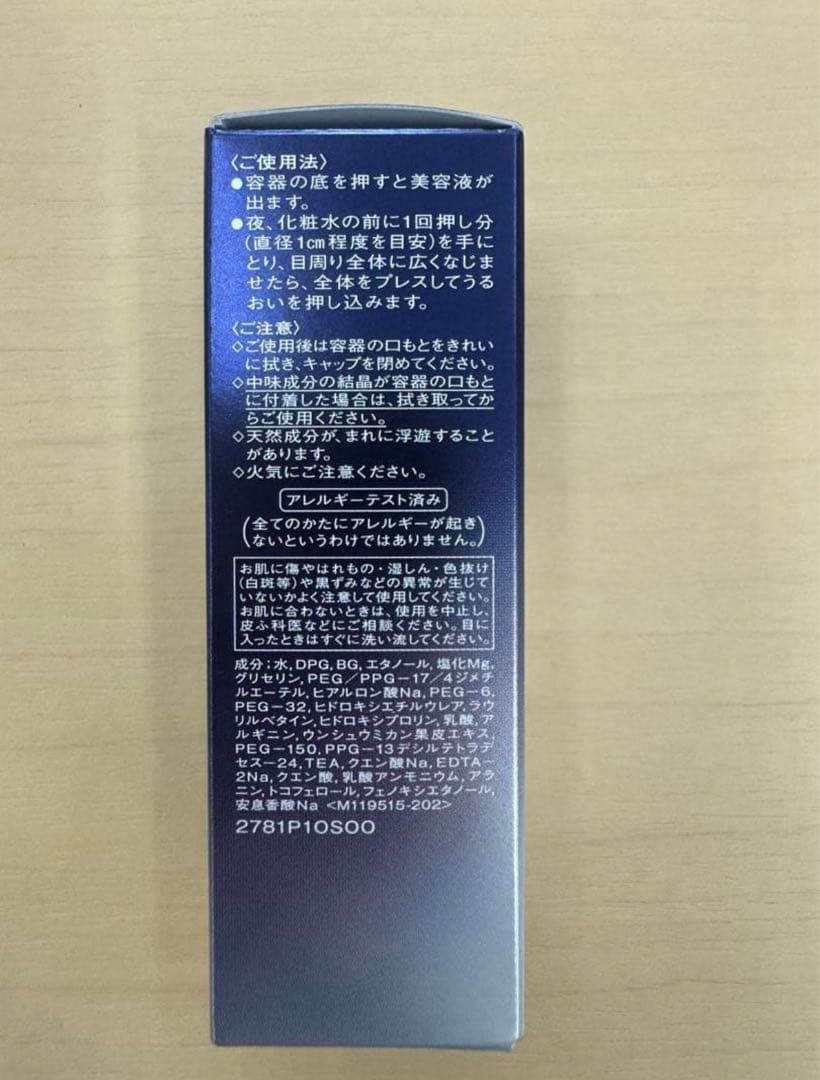 〈ご使用法〉
●容器の底を押すと美容液が
出ます。
●夜、化粧水の前に1回押し分
(直径1cm程度を目安)を手に
とり、目周り全体に広くなじま
せたら、全体をプレスしてうる
おいを押し込みます。
〈ご注意〉
◇ご使用後は容器の口もとをきれい
に拭き、キャップを閉めてください。
◇中味成分の結晶が容器の口もと
に付着した場合は、拭き取ってか
らご使用ください。
◇天然成分が、まれに浮遊すること
があります。
◇火気にご注意ください。
アレルギーテスト済み
(全てのかたにアレルギーが起き
ないというわけではありません。)
お肌に傷やはれもの・湿しん・色抜け
(白斑等)や黒ずみなどの異常が生じて
いないかよく注意して使用してください。
お肌に合わないときは、使用を中止し、
皮ふ科医などにご相談ください。目に
入ったときはすぐに洗い流してください。
成分:水,DPG,BG,エタノール,塩化Mg,
グリセリン,PEG/PPG-17/4ジメチ
ルエーテル,ヒアルロン酸Na,PEG-6,
PEG-32,ヒドロキシエチルウレア,ラウ
リルベタイン,ヒドロキシプロリン,乳酸,ア
ルギニン,ウンシュウミカン果皮エキス,
PEG-150,PPG-13デシルテトラデ
セス-24,TEA,クエン酸Na,EDTA-
2Na,クエン酸,乳酸アンモニウム,アラ
ニン,トコフェロール,フェノキシエタノール,
安息香酸Na <M119515-202>
2781P10S00